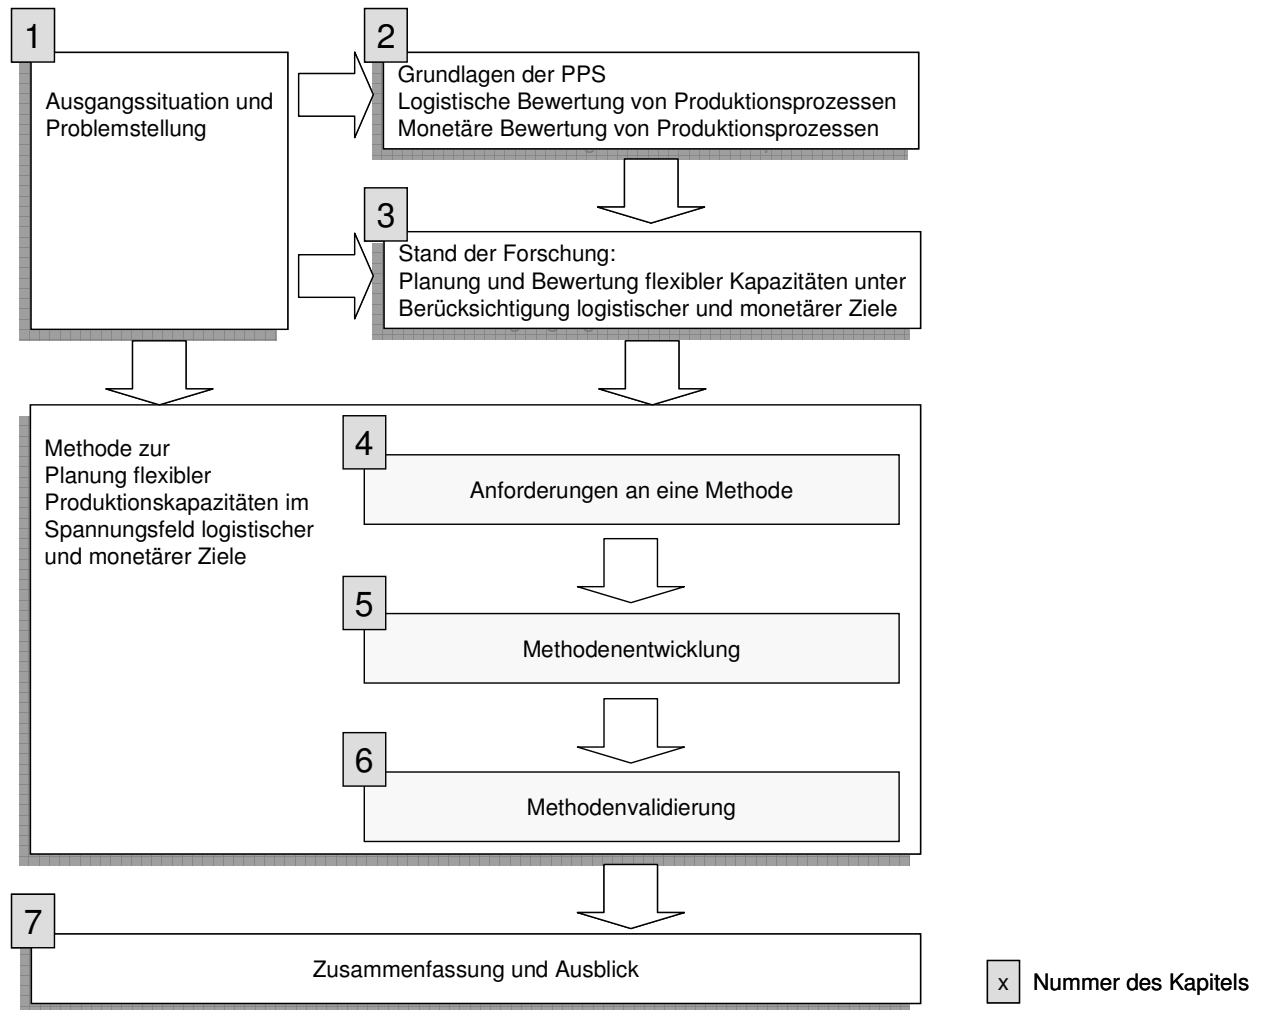 1
Ausgangssituation und
Problemstellung
2
Grundlagen der PPS
Logistische Bewertung von Produktionsprozessen
Monetäre Bewertung von Produktionsprozessen
3
Stand der Forschung:
Planung und Bewertung flexibler Kapazitäten unter
Berücksichtigung logistischer und monetärer Ziele
Methode zur
Planung flexibler
Produktionskapazitäten im
Spannungsfeld logistischer
und monetärer Ziele
4
Anforderungen an eine Methode
5
Methodenentwicklung
6
Methodenvalidierung
7
Zusammenfassung und Ausblick
x Nummer des Kapitels